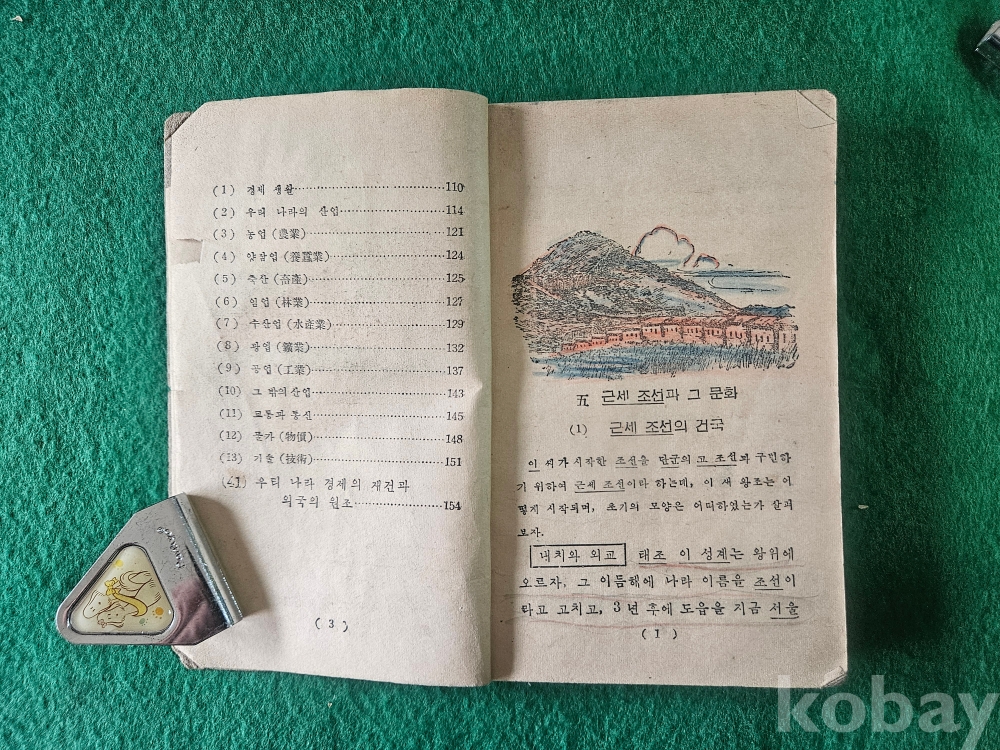 (1) 경제 생활 110
(2) 우리 나라의 산업 114
(3) 농업 (農業) 121
(4) 양잠업 (養蠶業) 124
(5) 축산 (畜產) 125
(6) 임업 (林業) 127
(7) 수산업 (水産業) 129
(8) 광업 (鑛業) 132
(9) 공업 (工業) 137
(10) 그 밖의 산업 143
(11) 교통과 통신 145
(12) 물가 (物價) 148
(13) 기술 (技術) 151
우리 나라 경제의 재건과
외국의 원조 154
(3)
五 근세 조선과 그 문화
(1) 근세 조선의 건국
이 씨가 시작한 조선을 단군의 고 조선과 구민하
기 위하여 근세 조선이라 하는데, 이 새 왕조는 어
떻게 시작되며, 초기의 모양은 어떠하였는가 살펴
보자.
내치와 외교 태조 이 성계는 왕위에
오르자, 그 이듬해에 나라 이름을 조선이
라고 고치고, 3년 후에 도읍을 지금 서울
(1)
kobay